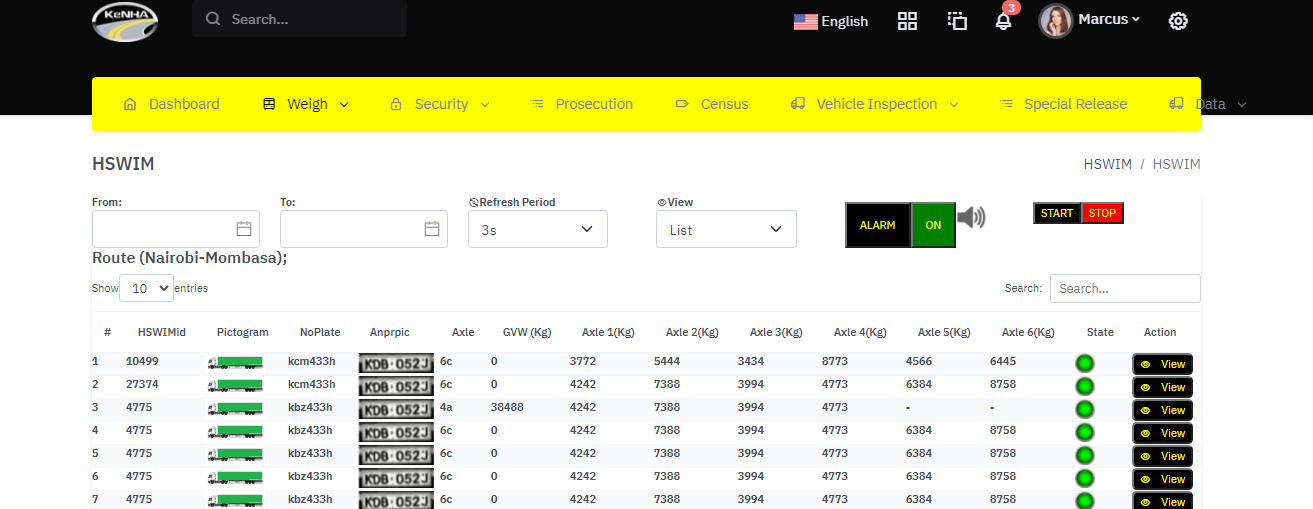 KeNHA
Search...
English
3
Marcus
Dashboard Weigh Security Prosecution Census Vehicle Inspection Special Release Data
HSWIM
HSWIM / HSWIM
From: To: Refresh Period View
3s List ALARM ON START STOP
Route (Nairobi-Mombasa);
Show 10 entries Search: Search...
# HSWIMid Pictogram NoPlate Anprpic Axle GVW (Kg) Axle 1(Kg) Axle 2(Kg) Axle 3(Kg) Axle 4(Kg) Axle 5(Kg) Axle 6(Kg) State Action
1 10499 kcm433h KDB·052J 6c 0 3772 5444 3434 8773 4566 6445 View
2 27374 kcm433h KDB·052J 6c 0 4242 7388 3994 4773 6384 8758 View
3 4775 kbz433h KDB·052J 4a 38488 4242 7388 3994 4773 - - View
4 4775 kbz433h KDB·052J 6c 0 4242 7388 3994 4773 6384 8758 View
5 4775 kbz433h KDB·052J 6c 0 4242 7388 3994 4773 6384 8758 View
6 4775 kbz433h KDB·052J 6c 0 4242 7388 3994 4773 6384 8758 View
7 4775 kbz433h KDB·052J 6c 0 4242 7388 3994 4773 6384 8758 View